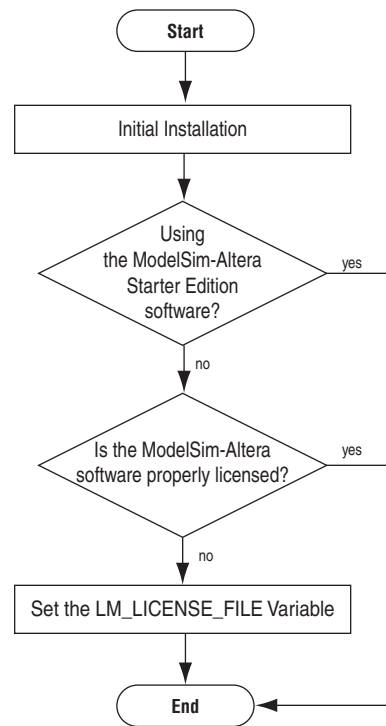 Start
Initial Installation
Using
the ModelSim-Altera
Starter Edition
software?
yes
no
Is the ModelSim-Altera
software properly licensed?
yes
no
Set the LM_LICENSE_FILE Variable
End